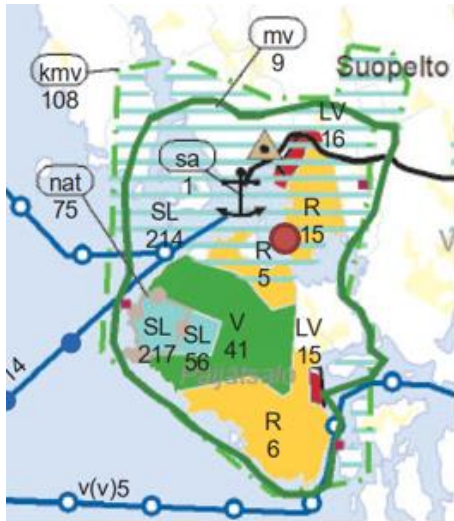 mv
9
kmv
108
Suopelto
LV
16
sa
1
nat
75
SL
214
R
15
R
5
SL
217
SL
56
V
41
LV
15
R
6
14
v(v)5